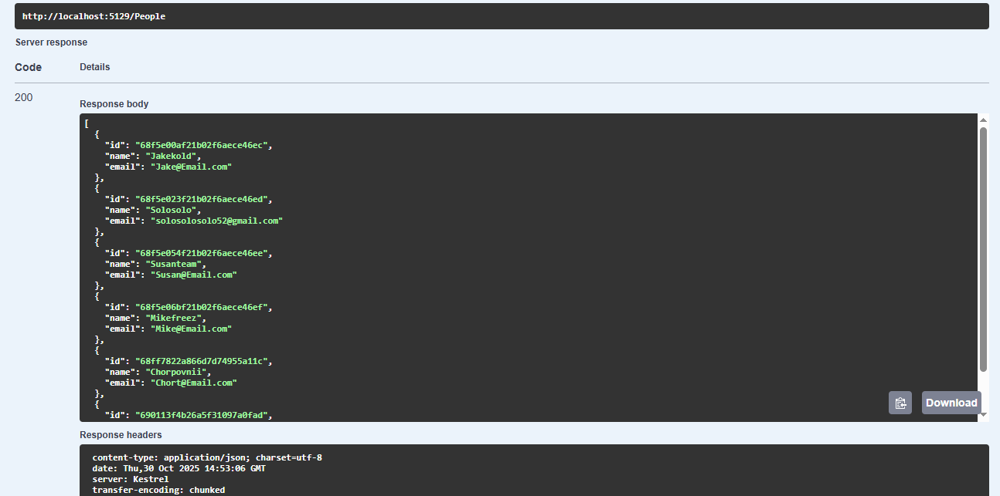 http://localhost:5129/People
Server response
Code Details
200
Response body
[
  {
    "id": "68f5e00af21b02f6aece46ec",
    "name": "Jakekold",
    "email": "Jake@Email.com"
  },
  {
    "id": "68f5e023f21b02f6aece46ed",
    "name": "Solosolo",
    "email": "solosolosolo52@gmail.com"
  },
  {
    "id": "68f5e054f21b02f6aece46ee",
    "name": "Susanteam",
    "email": "Susan@Email.com"
  },
  {
    "id": "68f5e06bf21b02f6aece46ef",
    "name": "Mikefreez",
    "email": "Mike@Email.com"
  },
  {
    "id": "68ff7822a866d7d74955a11c",
    "name": "Chorpovnii",
    "email": "Chort@Email.com"
  },
  {
    "id": "690113f4b26a5f31097a0fad",
Download
Response headers
content-type: application/json; charset=utf-8
date: Thu,30 Oct 2025 14:53:06 GMT
server: Kestrel
transfer-encoding: chunked